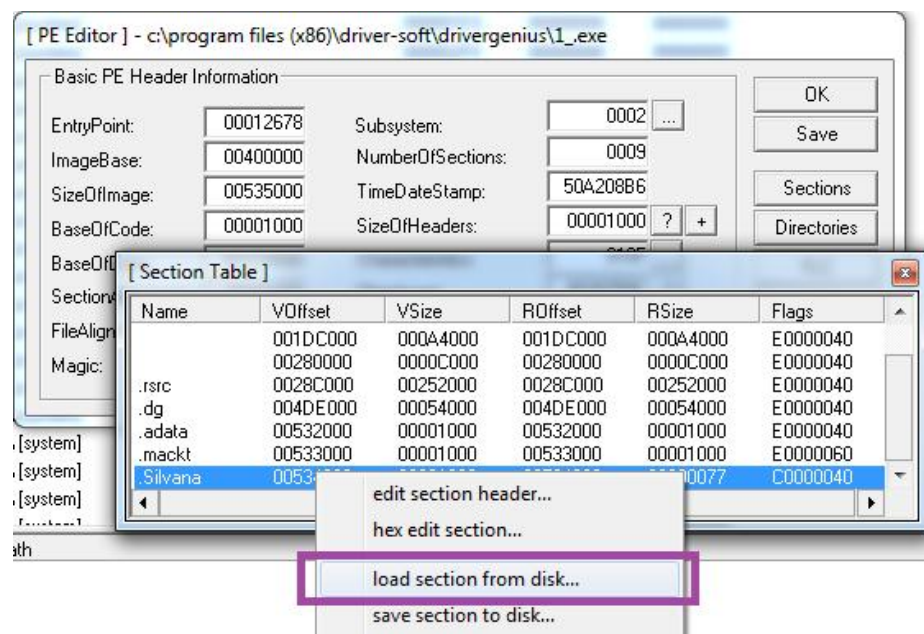 [ PE Editor ] - c:\program files (x86)\driver-soft\drivergenius\1_.exe
Basic PE Header Information
OK
EntryPoint: 00012678 Subsystem: 0002 ...
Save
ImageBase: 00400000 NumberOfSections: 0009
SizeOfImage: 00535000 TimeDateStamp: 50A208B6 Sections
BaseOfCode: 00001000 SizeOfHeaders: 00001000 ? + Directories
[ Section Table ]
Name VOffset VSize ROffset RSize Flags
001DC000 000A4000 001DC000 000A4000 E0000040
00280000 0000C000 00280000 0000C000 E0000040
.rsrc 0028C000 00252000 0028C000 00252000 E0000040
.dg 004DE000 00054000 004DE000 00054000 E0000040
.adata 00532000 00001000 00532000 00001000 E0000040
.mackt 00533000 00001000 00533000 00001000 E0000060
.Silvana C0000040
Magic:
[system]
[system]
[system]
edit section header...
hex edit section...
load section from disk...
save section to disk...